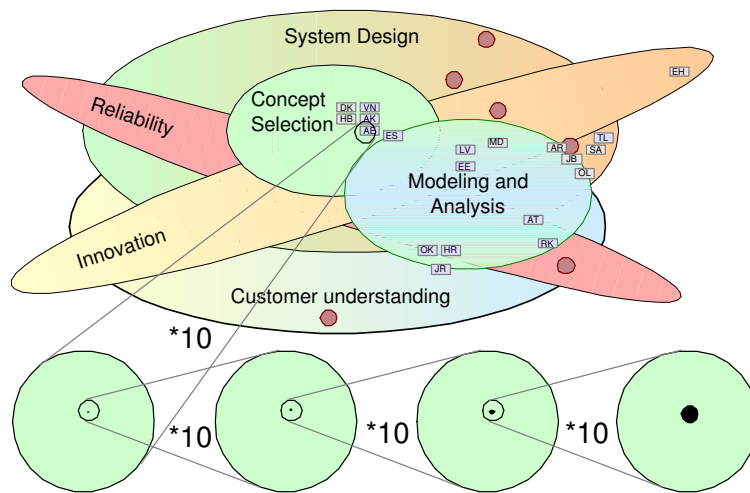 System Design
EH
Reliability
Concept
Selection
DK VN
HB AK
AE
ES
LV
MD
EE
AR
TL
SA
JB
OL
Modeling and
Analysis
AT
Innovation
OK HR
RK
JR
Customer understanding
*10
*10
*10
*10